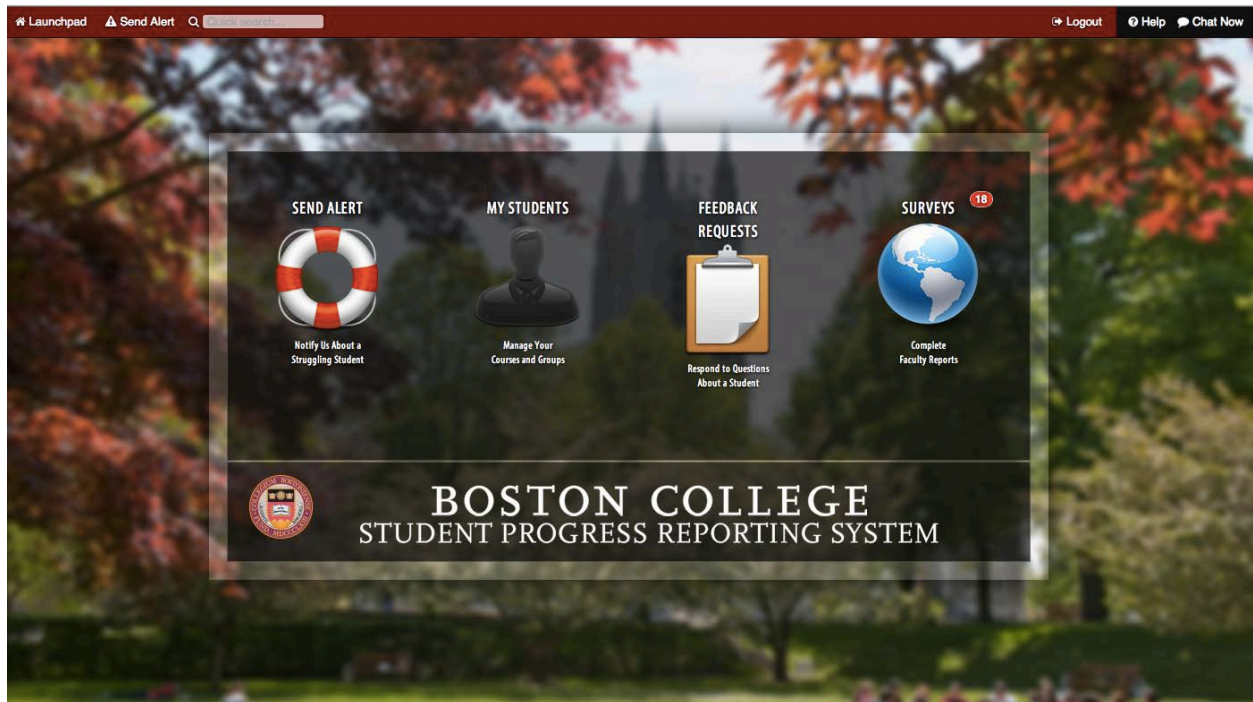 Launchpad
Send Alert
Quick search...
Logout
Help
Chat Now
SEND ALERT
Notify Us About a
Struggling Student
MY STUDENTS
Manage Your
Courses and Groups
FEEDBACK
REQUESTS
Respond to Questions
About a Student
SURVEYS
18
Complete
Faculty Reports
BOSTON COLLEGE
STUDENT PROGRESS REPORTING SYSTEM